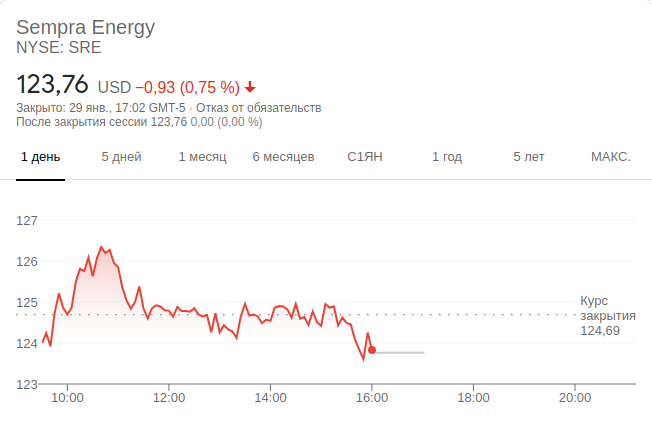 Sempra Energy
NYSE: SRE
123,76 USD −0,93 (0,75 %)
Закрыто: 29 янв., 17:02 GMT-5 · Отказ от обязательств
После закрытия сессии 123,76 0,00 (0,00 %)
1 день 5 дней 1 месяц 6 месяцев С1ЯН 1 год 5 лет МАКС.
127
126
125
124
123
Курс
закрытия
124,69
10:00 12:00 14:00 16:00 18:00 20:00